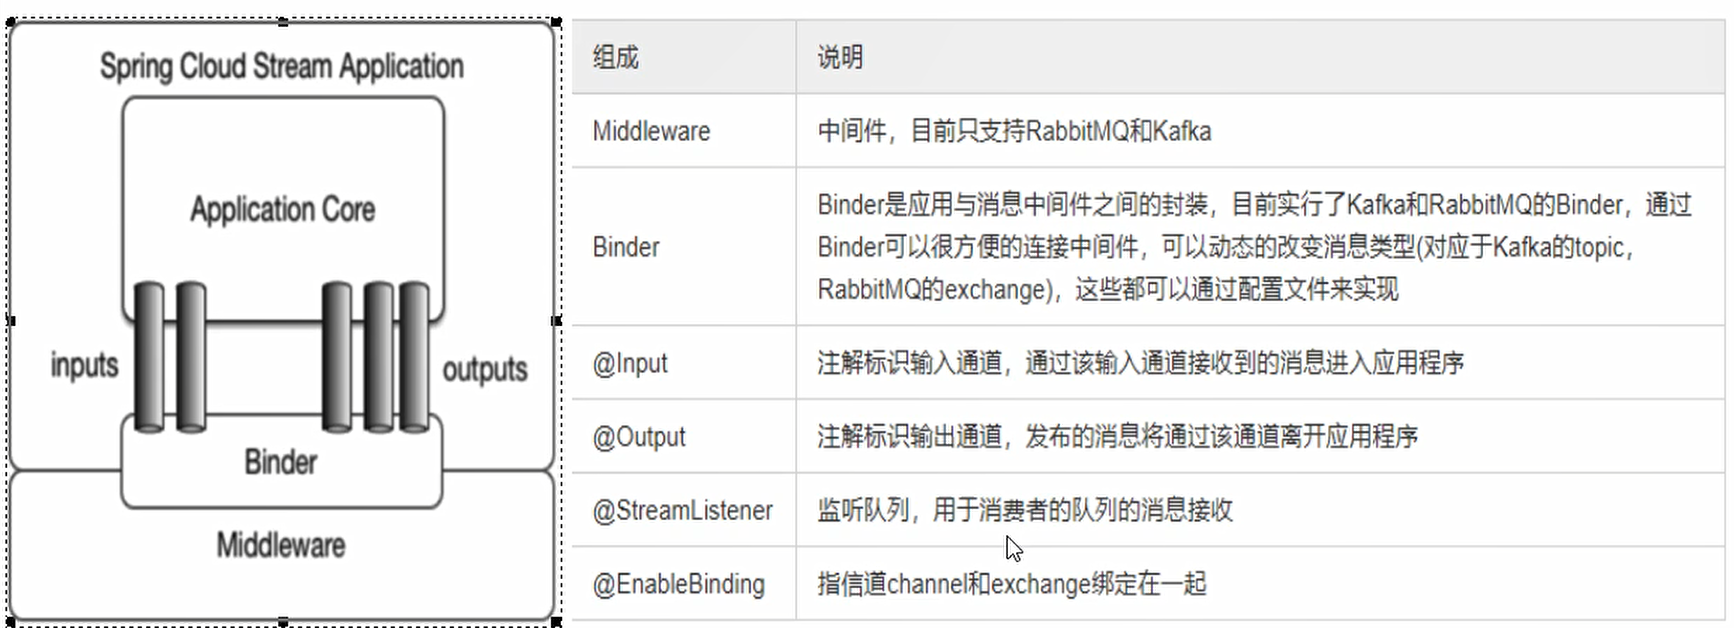 Spring Cloud Stream Application
Application Core
inputs
outputs
Binder
Middleware
组成
说明
Middleware
中间件，目前只支持RabbitMQ和Kafka
Binder
Binder是应用与消息中间件之间的封装，目前实行了Kafka和RabbitMQ的Binder，通过
Binder可以很方便的连接中间件，可以动态的改变消息类型(对应于Kafka的topic，
RabbitMQ的exchange)，这些都可以通过配置文件来实现
@Input
注解标识输入通道，通过该输入通道接收到的消息进入应用程序
@Output
注解标识输出通道，发布的消息将通过该通道离开应用程序
@StreamListener
监听队列，用于消费者的队列的消息接收
@EnableBinding
指信道channel和exchange绑定在一起